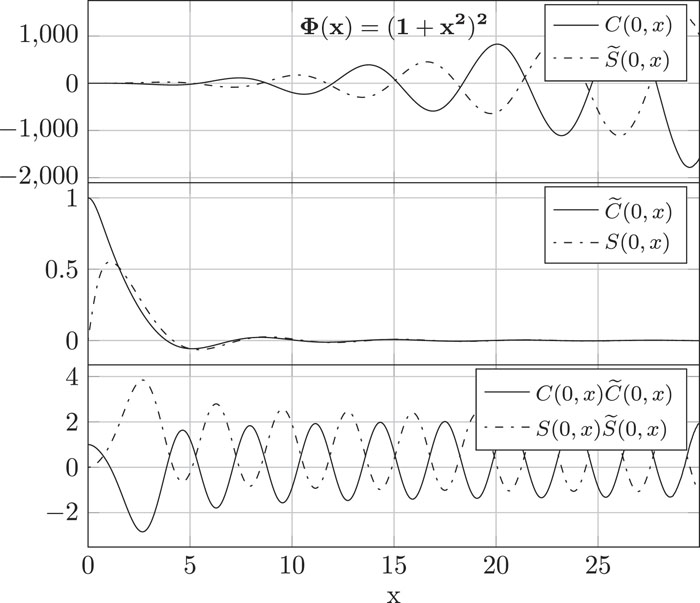 𝚽(𝐱) = (𝟏 + 𝐱²)²
C(0, x)
S̃(0, x)
1,000
0
−1,000
−2,000
C̃(0, x)
S(0, x)
1
0.5
0
C(0, x)C̃(0, x)
S(0, x)S̃(0, x)
4
2
0
−2
0 5 10 15 20 25
x